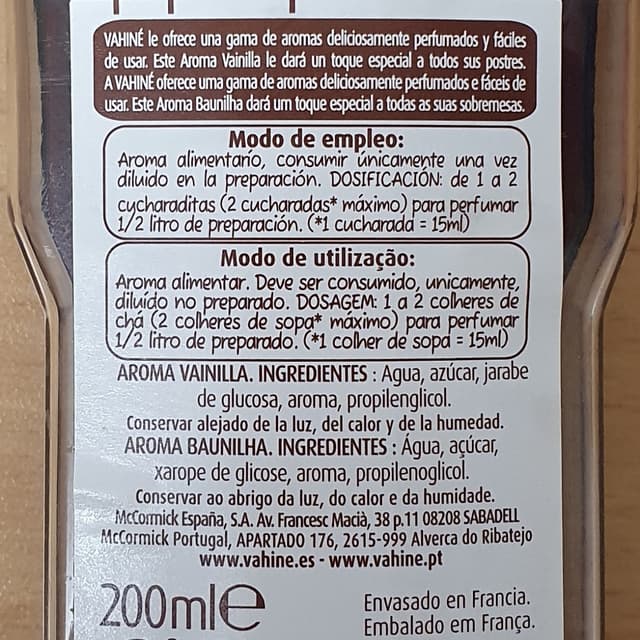 VAHINÉ le ofrece una gama de aromas deliciosamente perfumados y fáciles
de usar. Este Aroma Vainilla le dará un toque especial a todos sus postres.
A VAHINÉ oferece uma gama de aromas deliciosamente perfumados e fáceis de
usar. Este Aroma Baunilha dará um toque especial a todas as suas sobremesas.
Modo de empleo:
Aroma alimentario, consumir únicamente una vez
diluido en la preparación. DOSIFICACIÓN: de 1 a 2
cucharaditas (2 cucharadas* máximo) para perfumar
1/2 litro de preparación. (*1 cucharada = 15ml)
Modo de utilização:
Aroma alimentar. Deve ser consumido, unicamente,
diluído no preparado. DOSAGEM: 1 a 2 colheres de
chá (2 colheres de sopa* máximo) para perfumar
1/2 litro de preparado. (*1 colher de sopa = 15ml)
AROMA VAINILLA. INGREDIENTES : Agua, azúcar, jarabe
de glucosa, aroma, propilenglicol.
Conservar alejado de la luz, del calor y de la humedad.
AROMA BAUNILHA. INGREDIENTES : Água, açúcar,
xarope de glicose, aroma, propilenoglicol.
Conservar ao abrigo da luz, do calor e da humidade.
McCormick España, S.A. Av. Francesc Macià, 38 p.11 08208 SABADELL
McCormick Portugal, APARTADO 176, 2615-999 Alverca do Ribatejo
www.vahine.es - www.vahine.pt
200ml℮
Envasado en Francia.
Embalado em França.